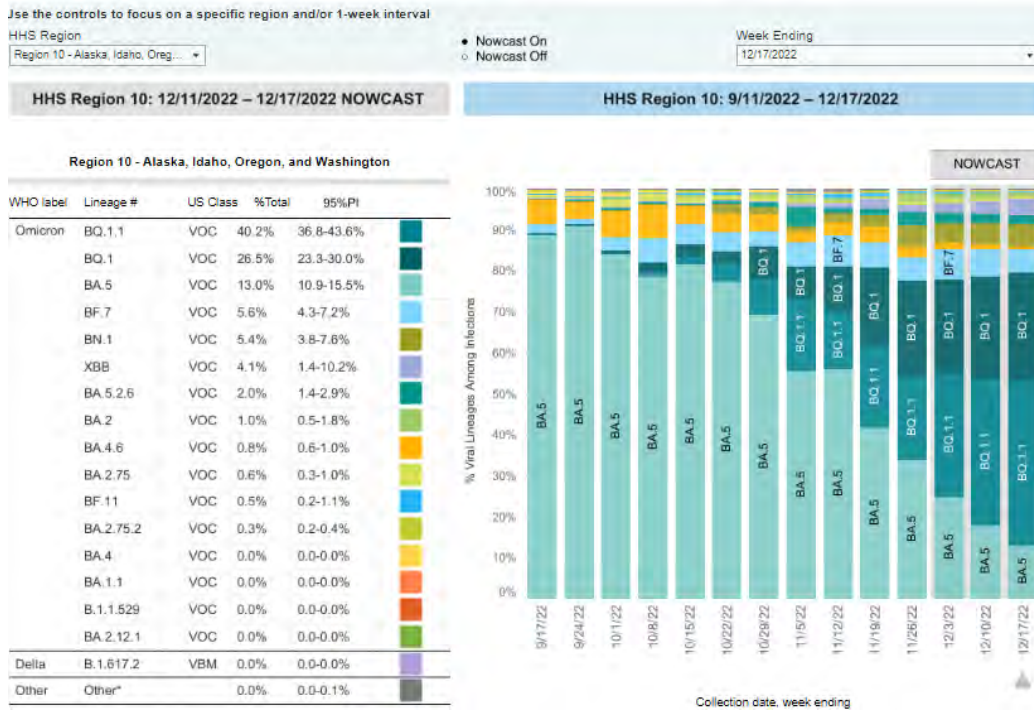 Use the controls to focus on a specific region and/or 1-week interval
HHS Region
Region 10 - Alaska, Idaho, Oreg...
Nowcast On
Nowcast Off
Week Ending
12/17/2022
HHS Region 10: 12/11/2022 – 12/17/2022 NOWCAST
HHS Region 10: 9/11/2022 – 12/17/2022
Region 10 - Alaska, Idaho, Oregon, and Washington
WHO label Lineage # US Class %Total 95%PI
Omicron BQ.1.1 VOC 40.2% 36.8-43.6%
BQ.1 VOC 26.5% 23.3-30.0%
BA.5 VOC 13.0% 10.9-15.5%
BF.7 VOC 5.6% 4.3-7.2%
BN.1 VOC 5.4% 3.8-7.6%
XBB VOC 4.1% 1.4-10.2%
BA.5.2.6 VOC 2.0% 1.4-2.9%
BA.2 VOC 1.0% 0.5-1.8%
BA.4.6 VOC 0.8% 0.6-1.0%
BA.2.75 VOC 0.6% 0.3-1.0%
BF.11 VOC 0.5% 0.2-1.1%
BA.2.75.2 VOC 0.3% 0.2-0.4%
BA.4 VOC 0.0% 0.0-0.0%
BA.1.1 VOC 0.0% 0.0-0.0%
B.1.1.529 VOC 0.0% 0.0-0.0%
BA.2.12.1 VOC 0.0% 0.0-0.0%
Delta B.1.617.2 VBM 0.0% 0.0-0.0%
Other Other* 0.0% 0.0-0.1%
NOWCAST
% Viral Lineages Among Infections
100%
90%
80%
70%
60%
50%
40%
30%
20%
10%
0%
BA.5
BA.5
BA.5
BA.5
BA.5
BA.5
BQ.1
BA.5
BQ.1
BQ.1.1
BA.5
BF.7
BQ.1
BQ.1.1
BA.5
BQ.1
BQ.1.1
BA.5
BQ.1
BQ.1.1
BA.5
BF.7
BQ.1
BQ.1.1
BA.5
BQ.1
BQ.1.1
BA.5
BQ.1
BQ.1.1
BA.5
9/17/22
9/24/22
10/1/22
10/8/22
10/15/22
10/22/22
10/29/22
11/5/22
11/12/22
11/19/22
11/26/22
12/3/22
12/10/22
12/17/22
Collection date, week ending